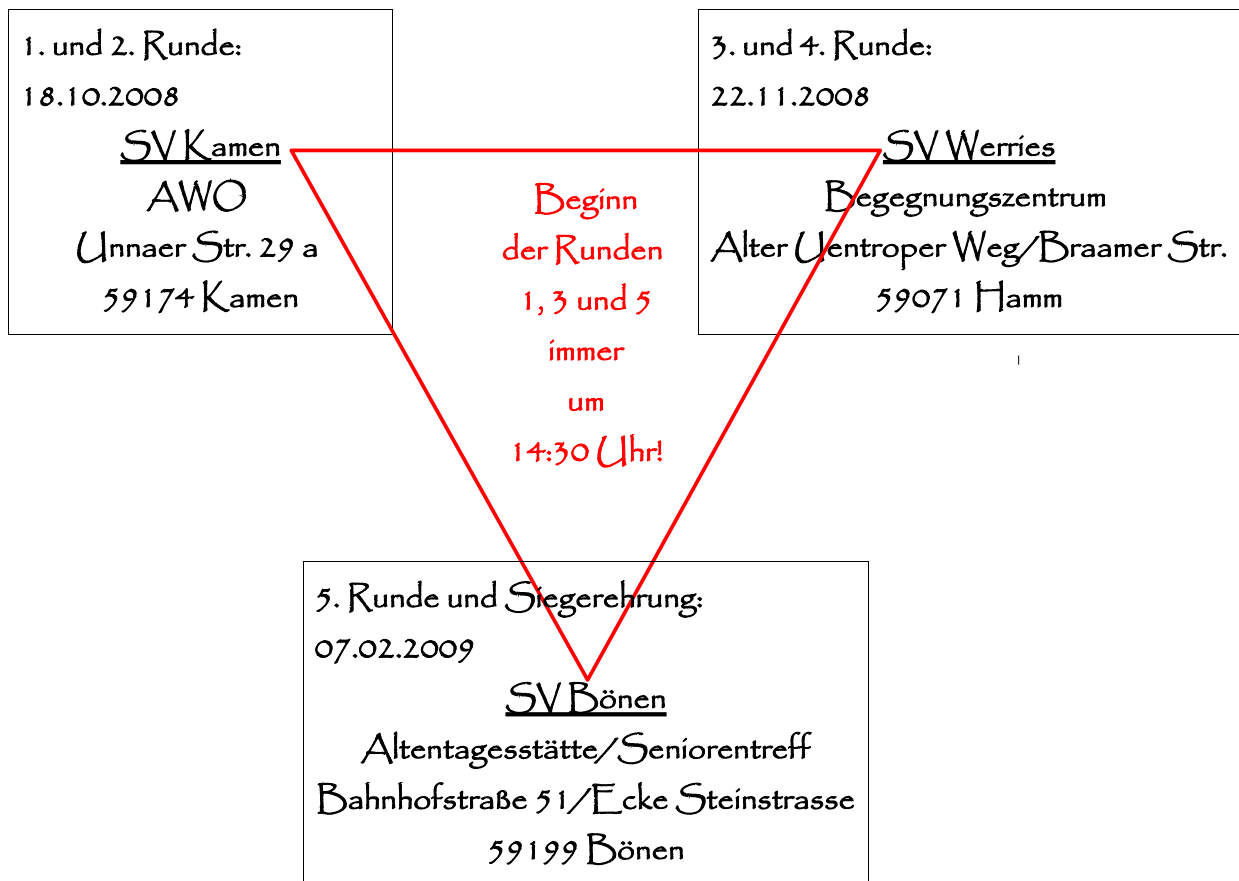 1. und 2. Runde:
18.10.2008
SV Kamen
AWO
Unnaer Str. 29 a
59174 Kamen
3. und 4. Runde:
22.11.2008
SV Werries
Begegnungszentrum
Alter Uentroper Weg/Braamer Str.
59071 Hamm
Beginn
der Runden
1, 3 und 5
immer
um
14:30 Uhr!
5. Runde und Siegerehrung:
07.02.2009
SV Bönen
Altentagesstätte/Seniorentreff
Bahnhofstraße 51/Ecke Steinstrasse
59199 Bönen